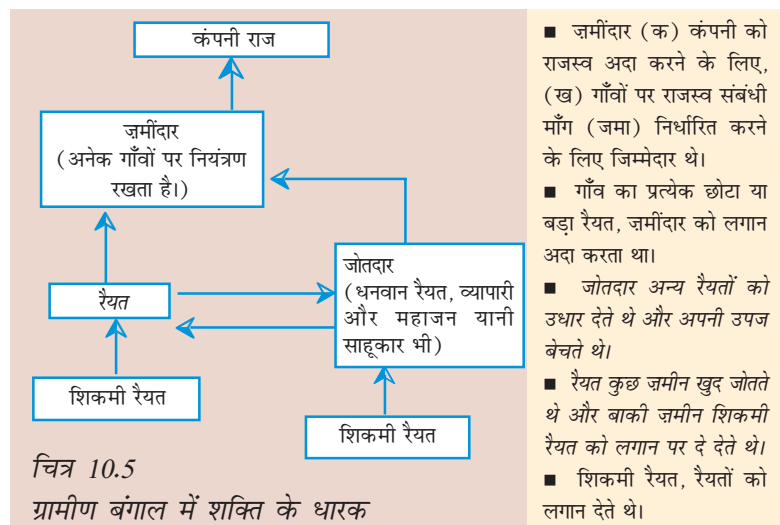 कंपनी राज
ज़मींदार
(अनेक गाँवों पर नियंत्रण
रखता है।)
जोतदार
(धनवान रैयत, व्यापारी
और महाजन यानी
साहूकार भी)
रैयत
शिकमी रैयत
शिकमी रैयत
चित्र 10.5
ग्रामीण बंगाल में शक्ति के धारक
■ ज़मींदार (क) कंपनी को
राजस्व अदा करने के लिए,
(ख) गाँवों पर राजस्व संबंधी
माँग (जमा) निर्धारित करने
के लिए जिम्मेदार थे।
■ गाँव का प्रत्येक छोटा या
बड़ा रैयत, ज़मींदार को लगान
अदा करता था।
■ जोतदार अन्य रैयतों को
उधार देते थे और अपनी उपज
बेचते थे।
■ रैयत कुछ ज़मीन खुद जोतते
थे और बाकी ज़मीन शिकमी
रैयत को लगान पर दे देते थे।
■ शिकमी रैयत, रैयतों को
लगान देते थे।